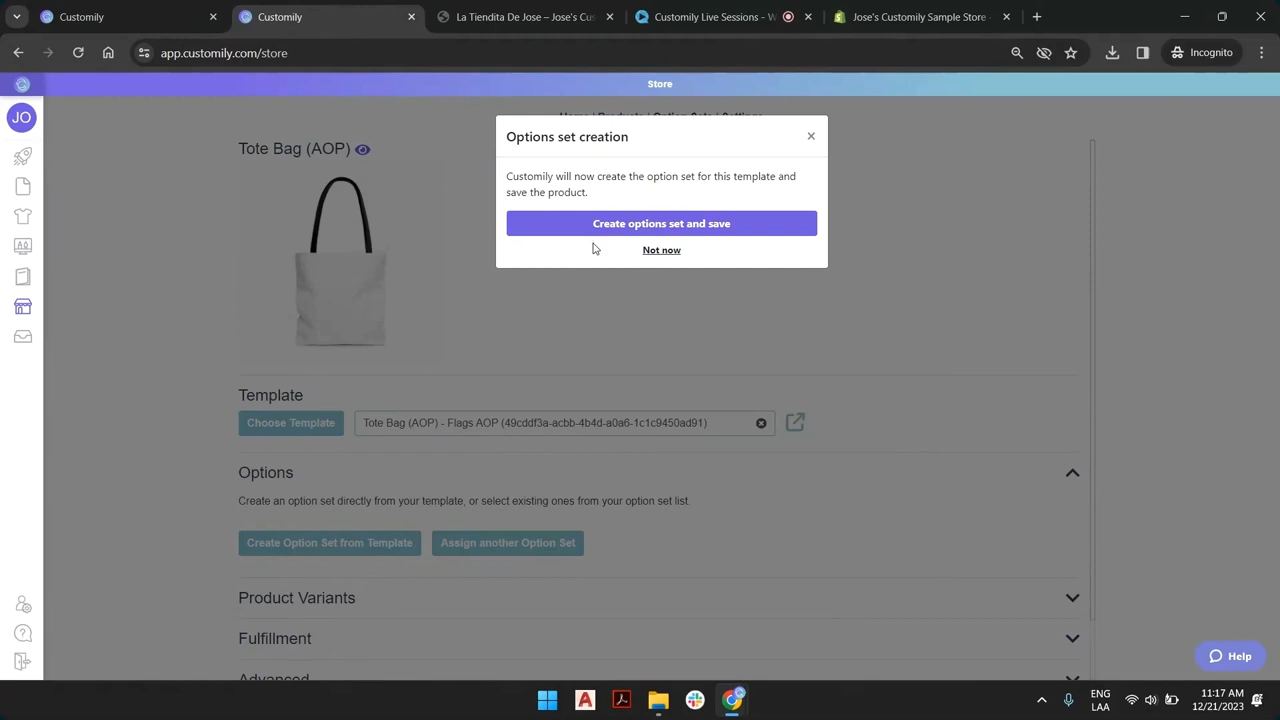 Customily
Customily
La Tiendita De Jose – Jose's Cus
Customily Live Sessions - W
Jose's Customily Sample Store -
app.customily.com/store
Incognito
Store
JO
Tote Bag (AOP)
Options set creation
Customily will now create the option set for this template and
save the product.
Create options set and save
Not now
Template
Choose Template
Tote Bag (AOP) - Flags AOP (49cddf3a-acbb-4b4d-a0a6-1c1c9450ad91)
Options
Create an option set directly from your template, or select existing ones from your option set list.
Create Option Set from Template
Assign another Option Set
Product Variants
Fulfillment
Advanced
Help
ENG
LAA
11:17 AM
12/21/2023